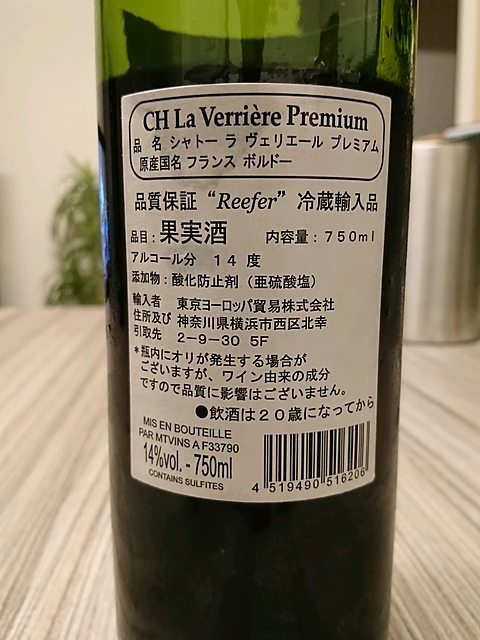 CH La Verrière Premium
品 名 シャトー ラ ヴェリエール プレミアム
原産国名 フランス ボルドー
品質保証 “Reefer” 冷蔵輸入品
品目：果実酒 内容量：７５０ｍｌ
アルコール分 １４ 度
添加物：酸化防止剤（亜硫酸塩）
輸入者 東京ヨーロッパ貿易株式会社
住所及び 神奈川県横浜市西区北幸
引取先 ２−９−３０ ５Ｆ
＊瓶内にオリが発生する場合が
ございますが、ワイン由来の成分
ですので品質に影響はございません。
●飲酒は２０歳になってから
MIS EN BOUTEILLE
PAR MTVINS A F33790
14%vol. - 750ml
CONTAINS SULFITES
4 519490 516206